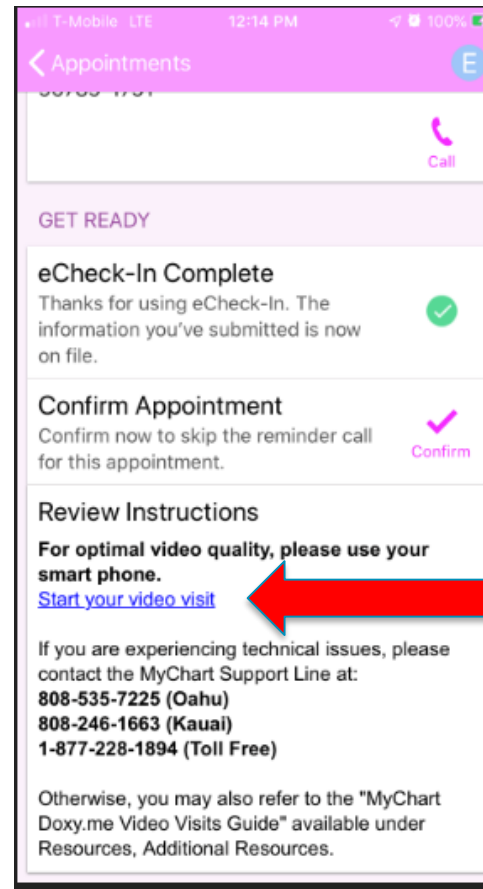 T-Mobile LTE 12:14 PM 100%
Appointments E
Call
GET READY
eCheck-In Complete
Thanks for using eCheck-In. The
information you've submitted is now
on file.
Confirm Appointment
Confirm now to skip the reminder call
for this appointment.
Confirm
Review Instructions
For optimal video quality, please use your
smart phone.
Start your video visit
If you are experiencing technical issues, please
contact the MyChart Support Line at:
808-535-7225 (Oahu)
808-246-1663 (Kauai)
1-877-228-1894 (Toll Free)
Otherwise, you may also refer to the "MyChart
Doxy.me Video Visits Guide" available under
Resources, Additional Resources.